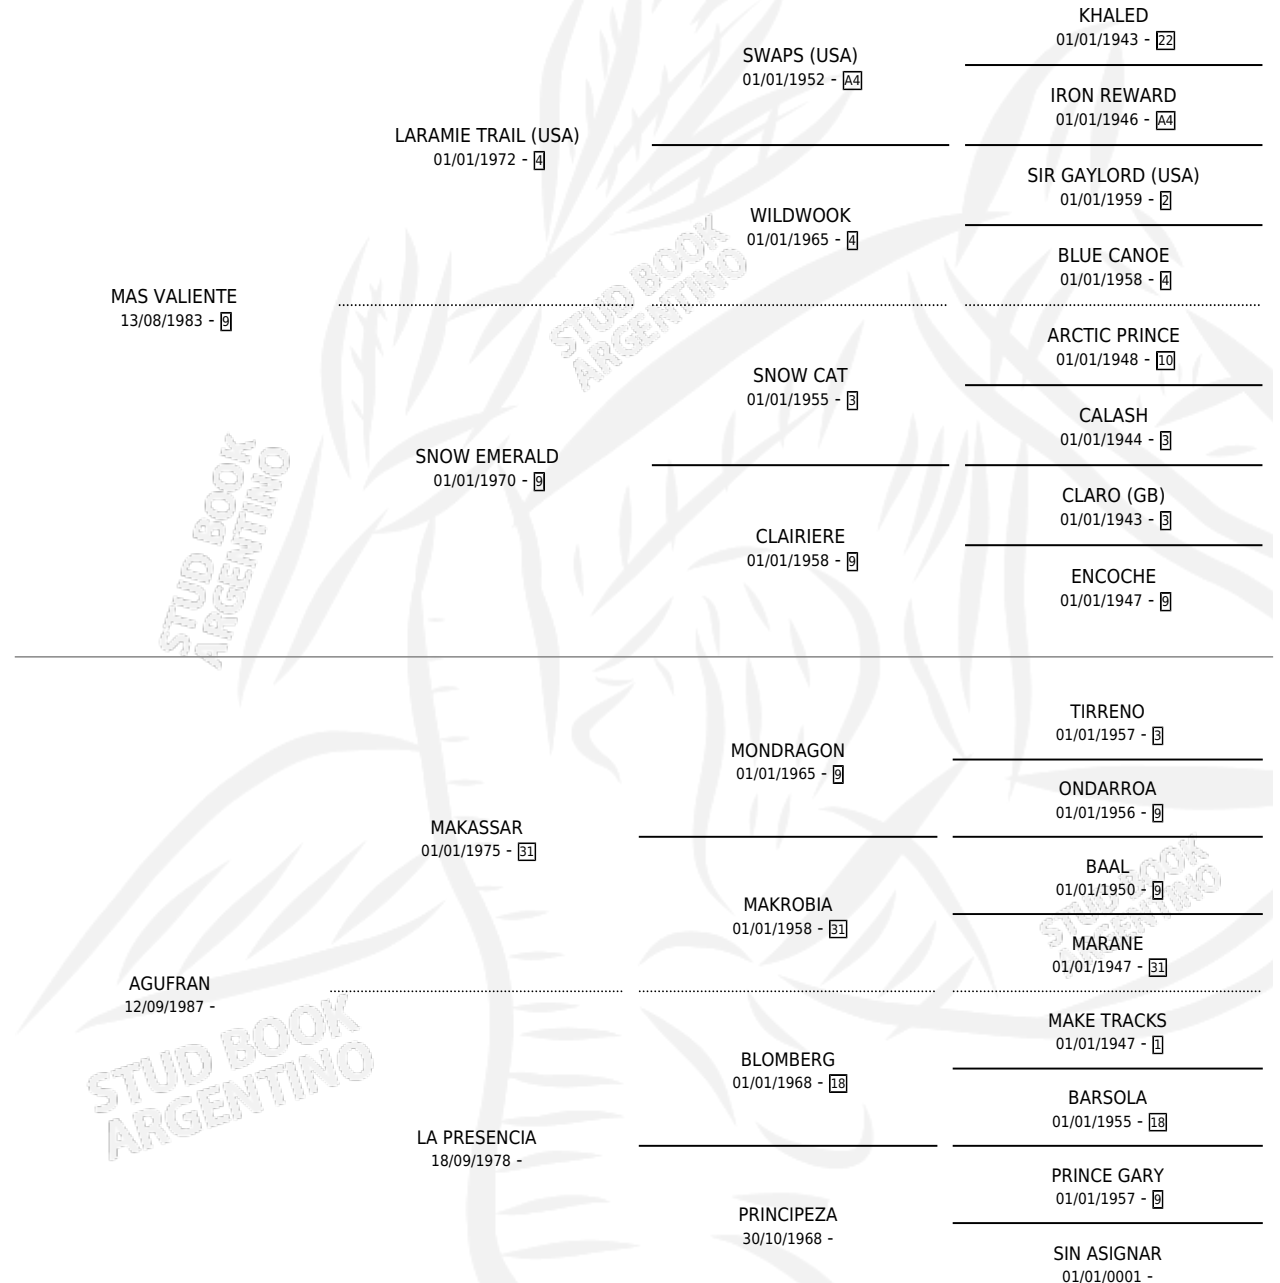 KHALED
01/01/1943 - 22
SWAPS (USA)
01/01/1952 - A4
IRON REWARD
01/01/1946 - A4
LARAMIE TRAIL (USA)
01/01/1972 - 4
SIR GAYLORD (USA)
01/01/1959 - 2
WILDWOOK
01/01/1965 - 4
BLUE CANOE
01/01/1958 - 4
MAS VALIENTE
13/08/1983 - 9
ARCTIC PRINCE
01/01/1948 - 10
SNOW CAT
01/01/1955 - 3
CALASH
01/01/1944 - 3
SNOW EMERALD
01/01/1970 - 9
CLARO (GB)
01/01/1943 - 3
CLAIRIERE
01/01/1958 - 9
ENCOCHE
01/01/1947 - 9
TIRRENO
01/01/1957 - 3
MONDRAGON
01/01/1965 - 9
ONDARROA
01/01/1956 - 9
MAKASSAR
01/01/1975 - 31
BAAL
01/01/1950 - 9
MAKROBIA
01/01/1958 - 31
MARANE
01/01/1947 - 31
AGUFRAN
12/09/1987 -
MAKE TRACKS
01/01/1947 - 1
BLOMBERG
01/01/1968 - 18
BARSOLA
01/01/1955 - 18
LA PRESENCIA
18/09/1978 -
PRINCE GARY
01/01/1957 - 9
PRINCIPEZA
30/10/1968 -
SIN ASIGNAR
01/01/0001 -
STUD BOOK
ARGENTINO
STUD BOOK
ARGENTINO
STUD BOOK
ARGENTINO
STUD BOOK
ARGENTINO